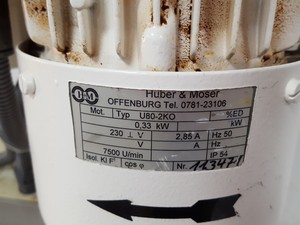 Huber & Moser
OFFENBURG Tel. 0781-23106
Mot. Typ U80-2KO %ED
0,33 kW kW
230 ⊥ V 2,85 A Hz 50
V A Hz
7500 U/min IP 54
Isol. Kl F cos φ Nr. 113471